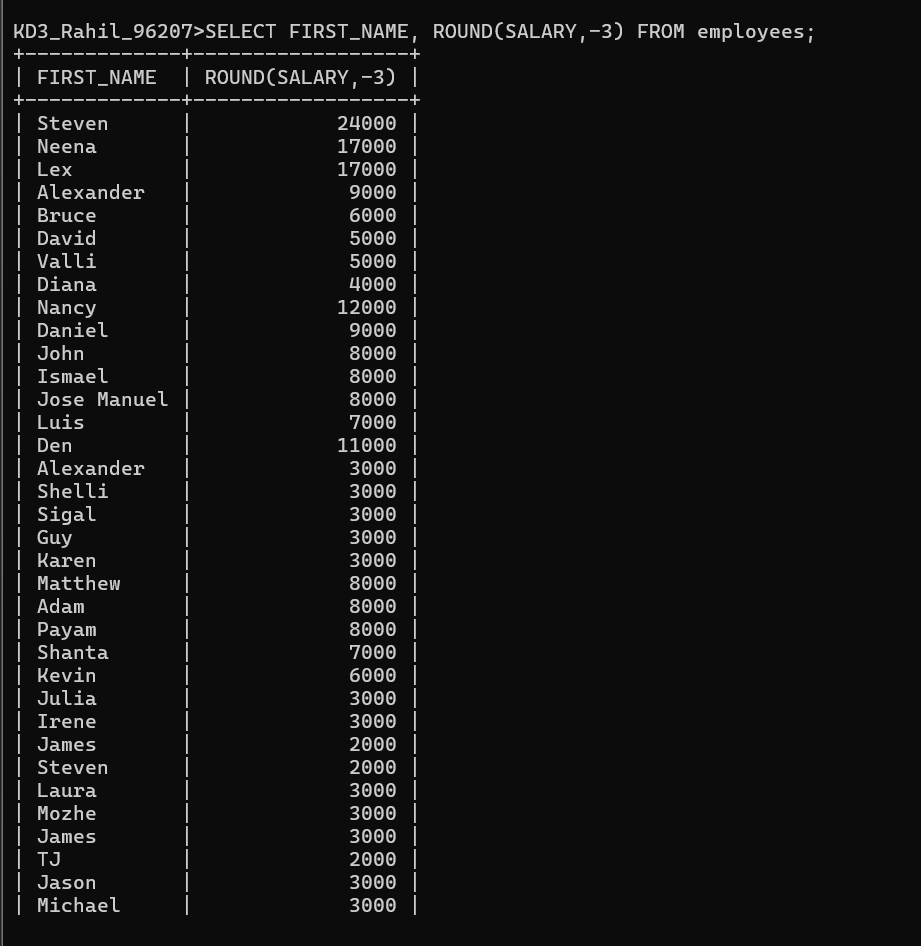 KD3_Rahil_96207>SELECT FIRST_NAME, ROUND(SALARY,-3) FROM employees;
+-------------+------------------+
| FIRST_NAME  | ROUND(SALARY,-3) |
+-------------+------------------+
| Steven      |            24000 |
| Neena       |            17000 |
| Lex         |            17000 |
| Alexander   |             9000 |
| Bruce       |             6000 |
| David       |             5000 |
| Valli       |             5000 |
| Diana       |             4000 |
| Nancy       |            12000 |
| Daniel      |             9000 |
| John        |             8000 |
| Ismael      |             8000 |
| Jose Manuel |             8000 |
| Luis        |             7000 |
| Den         |            11000 |
| Alexander   |             3000 |
| Shelli      |             3000 |
| Sigal       |             3000 |
| Guy         |             3000 |
| Karen       |             3000 |
| Matthew     |             8000 |
| Adam        |             8000 |
| Payam       |             8000 |
| Shanta      |             7000 |
| Kevin       |             6000 |
| Julia       |             3000 |
| Irene       |             3000 |
| James       |             2000 |
| Steven      |             2000 |
| Laura       |             3000 |
| Mozhe       |             3000 |
| James       |             3000 |
| TJ          |             2000 |
| Jason       |             3000 |
| Michael     |             3000 |